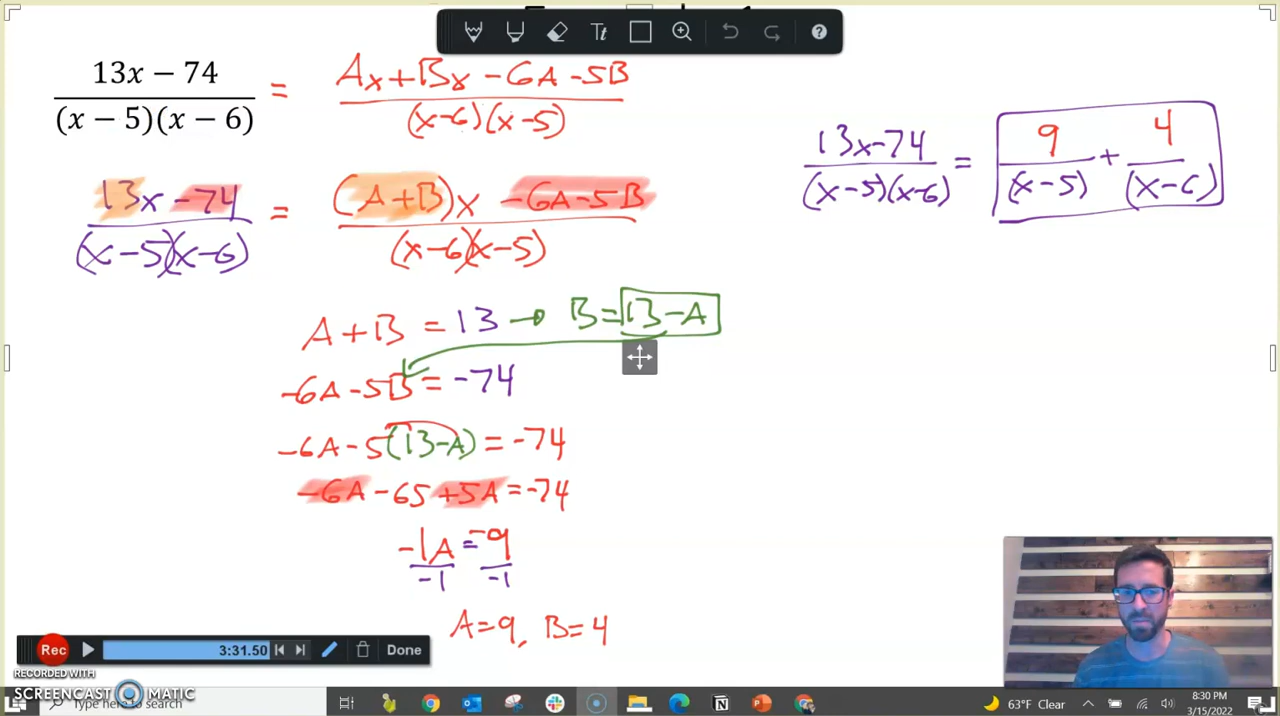 Tt ?
13x − 74 / (x − 5)(x − 6) = Ax + Bx − 6A − 5B / (x−6)(x−5)
13x − 74 / (x−5)(x−6) = (A+B)x − 6A − 5B / (x−6)(x−5)
A + B = 13 → B = 13 − A
−6A − 5B = −74
−6A − 5(13−A) = −74
−6A − 65 + 5A = −74
−1A = −9
−1 −1
A = 9, B = 4
13x − 74 / (x−5)(x−6) = 9 / (x−5) + 4 / (x−6)
Rec 3:31.50 Done
RECORDED WITH
SCREENCAST MATIC
to search
63°F Clear
8:30 PM
3/15/2022